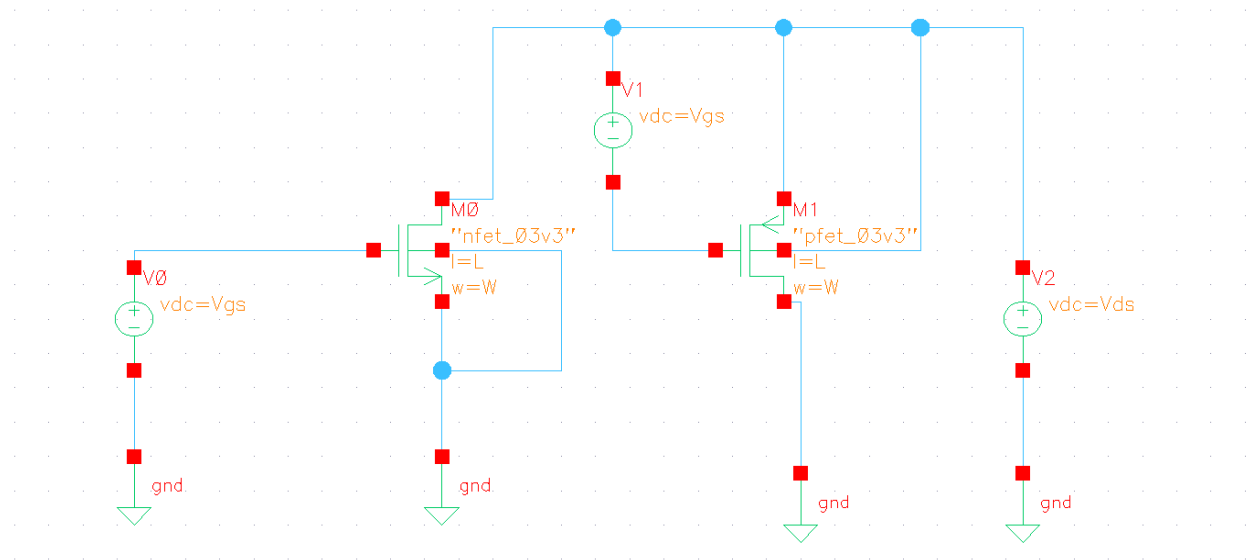 V1
vdc=Vgs
M0
"nfet_03v3"
l=L
w=W
M1
"pfet_03v3"
l=L
w=W
V0
vdc=Vgs
V2
vdc=Vds
gnd
gnd
gnd
gnd